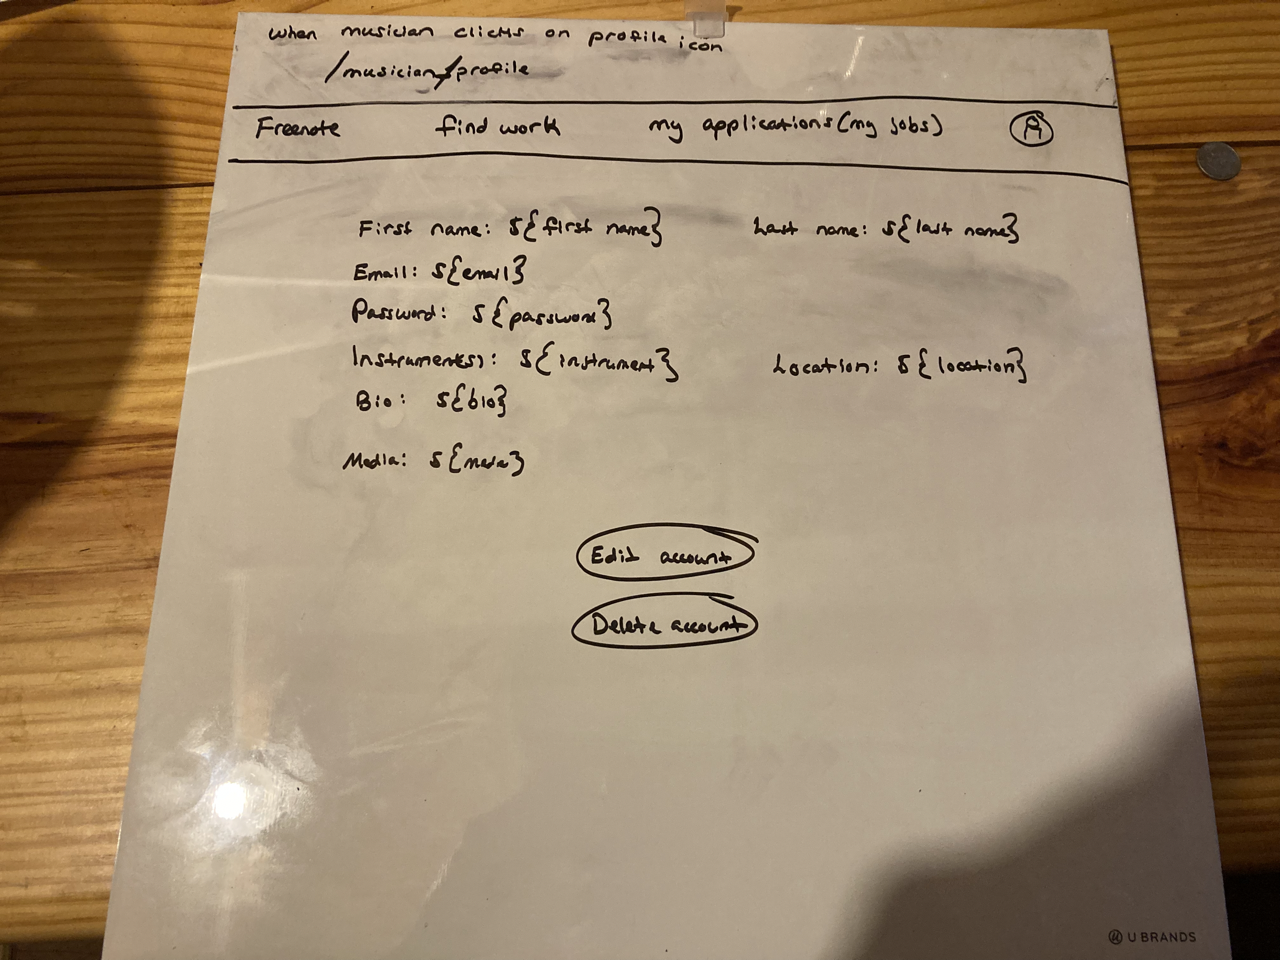 when musician clicks on profile icon
/musician/profile
Freenote find work my applications (my jobs)
First name: ${first name} Last name: ${last name}
Email: ${email}
Password: ${password}
Instrument(s): ${instrument} Location: ${location}
Bio: ${bio}
Media: ${media}
Edit account
Delete account
U BRANDS